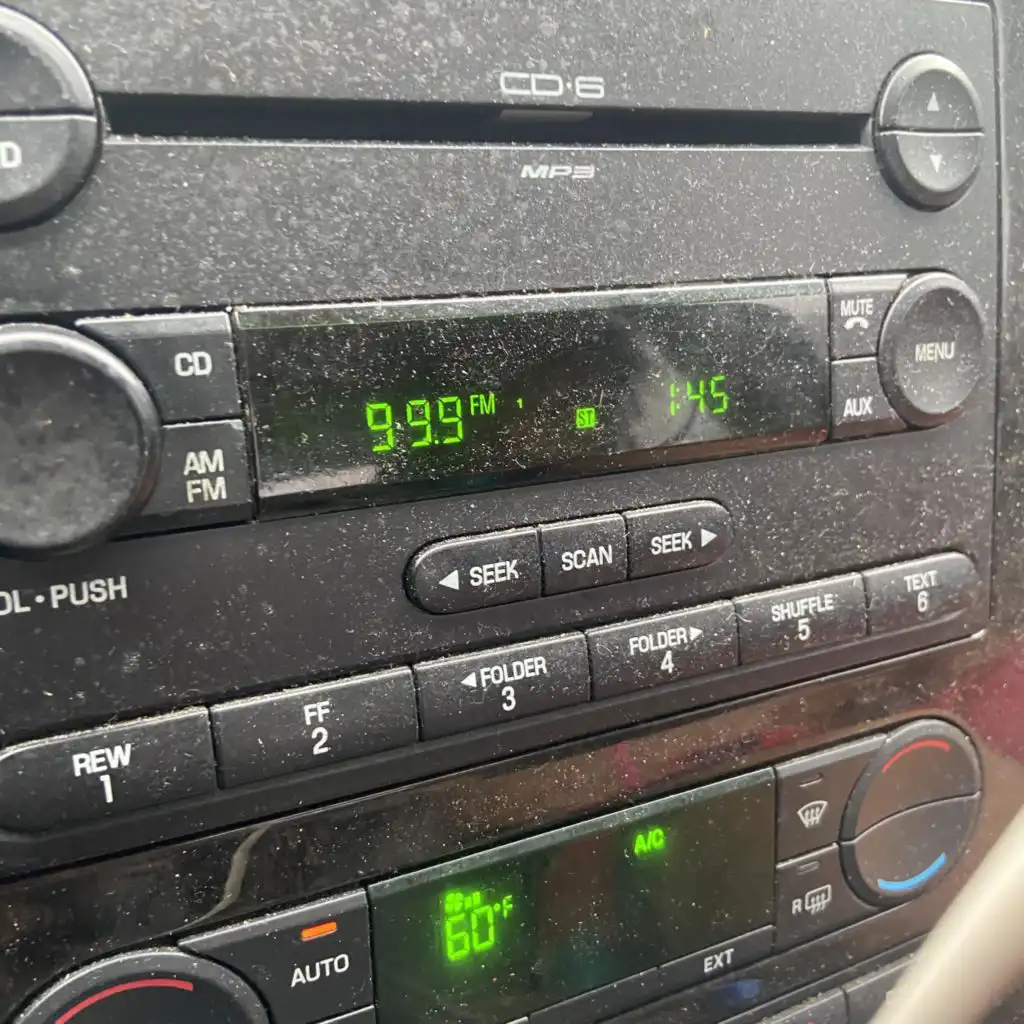 CD·6
D
MP3
MUTE
CD
MENU
99.9 FM 1 ST 1:45
AUX
AM
FM
OL • PUSH
SEEK SCAN SEEK
REW
1
FF
2
FOLDER
3
FOLDER
4
SHUFFLE
5
TEXT
6
A/C
60°F
R
AUTO
EXT